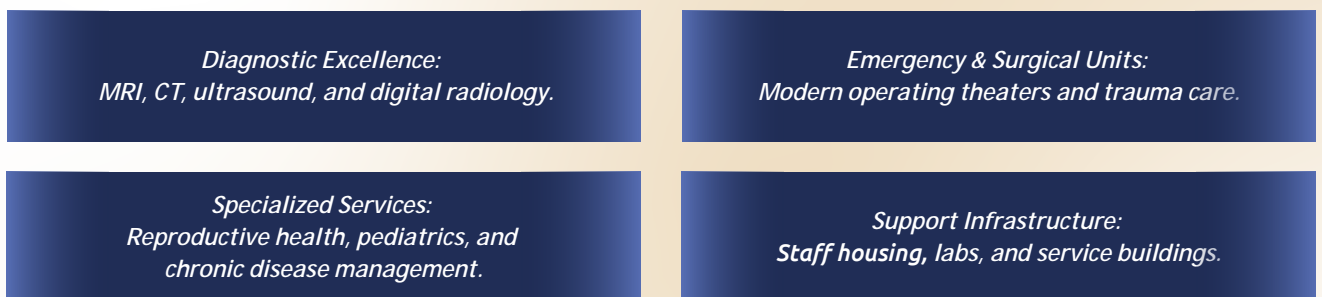 Diagnostic Excellence:
MRI, CT, ultrasound, and digital radiology.
Emergency & Surgical Units:
Modern operating theaters and trauma care.
Specialized Services:
Reproductive health, pediatrics, and
chronic disease management.
Support Infrastructure:
Staff housing, labs, and service buildings.